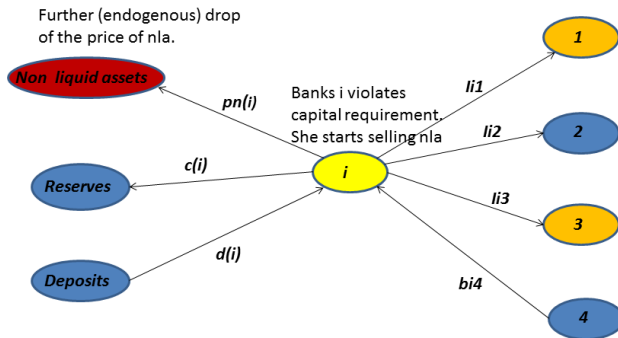 Further (endogenous) drop
of the price of nla.
Non liquid assets
pn(i)
Banks i violates
capital requirement.
She starts selling nla
li1
1
li2
2
c(i)
i
Reserves
li3
3
d(i)
Deposits
bi4
4